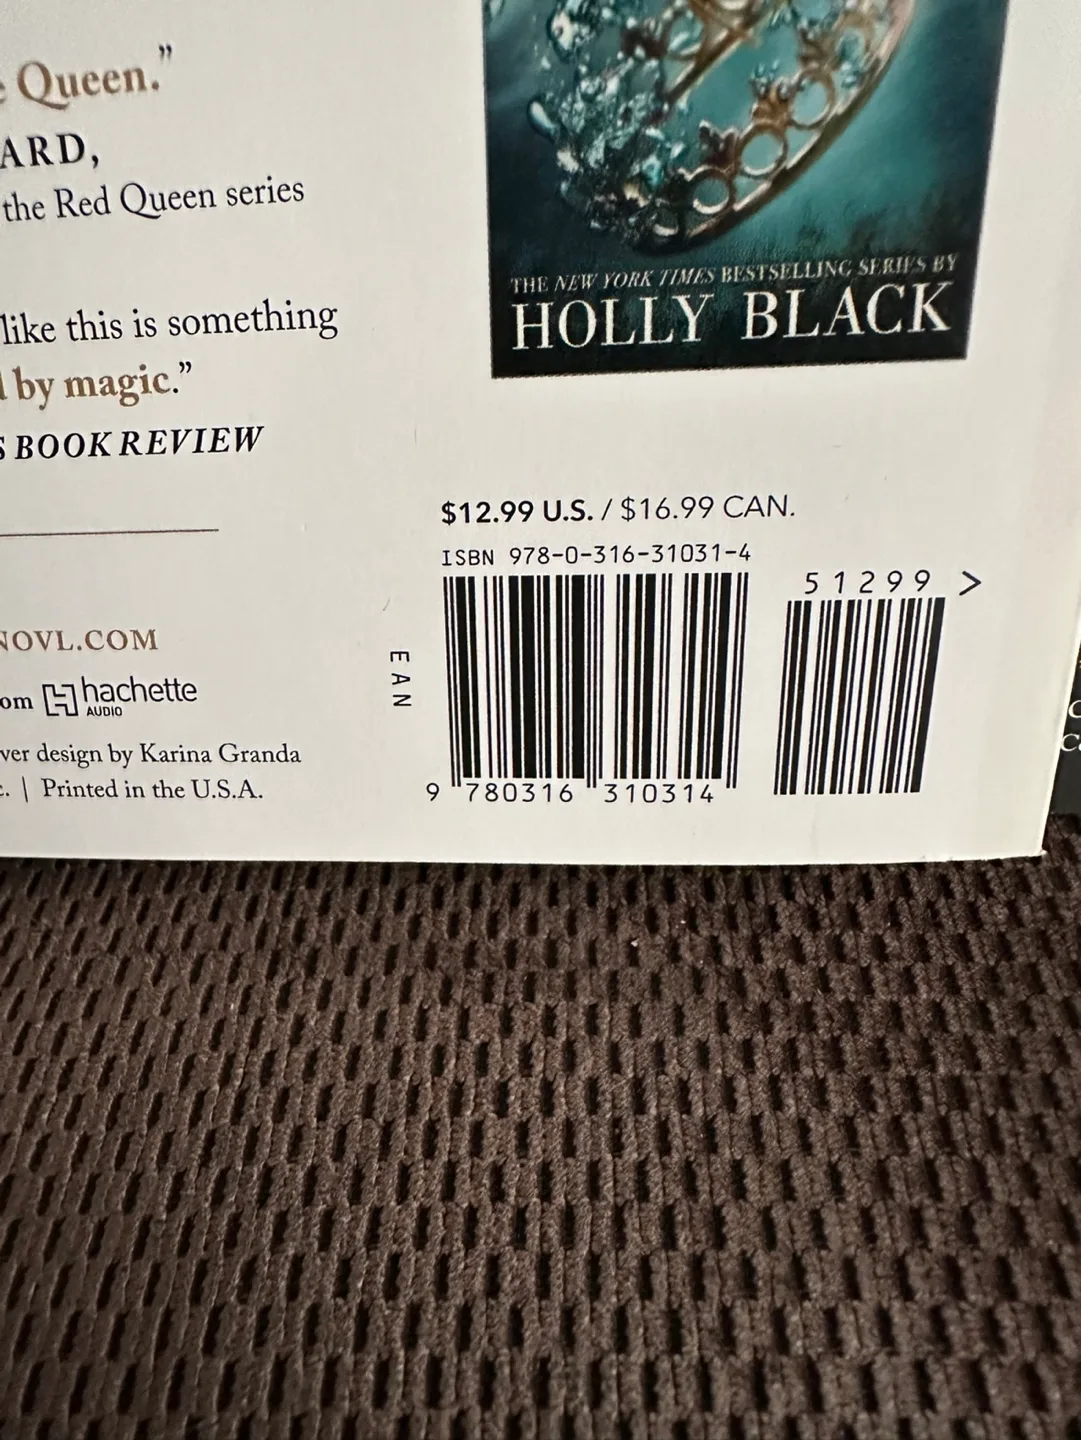 Queen.”
ARD,
the Red Queen series
like this is something
by magic.”
S BOOK REVIEW
THE NEW YORK TIMES BESTSELLING SERIES BY
HOLLY BLACK
$12.99 U.S. / $16.99 CAN.
ISBN 978-0-316-31031-4
51299 >
EAN
9 780316 310314
NOVL.COM
om hachette
AUDIO
ver design by Karina Granda
. | Printed in the U.S.A.